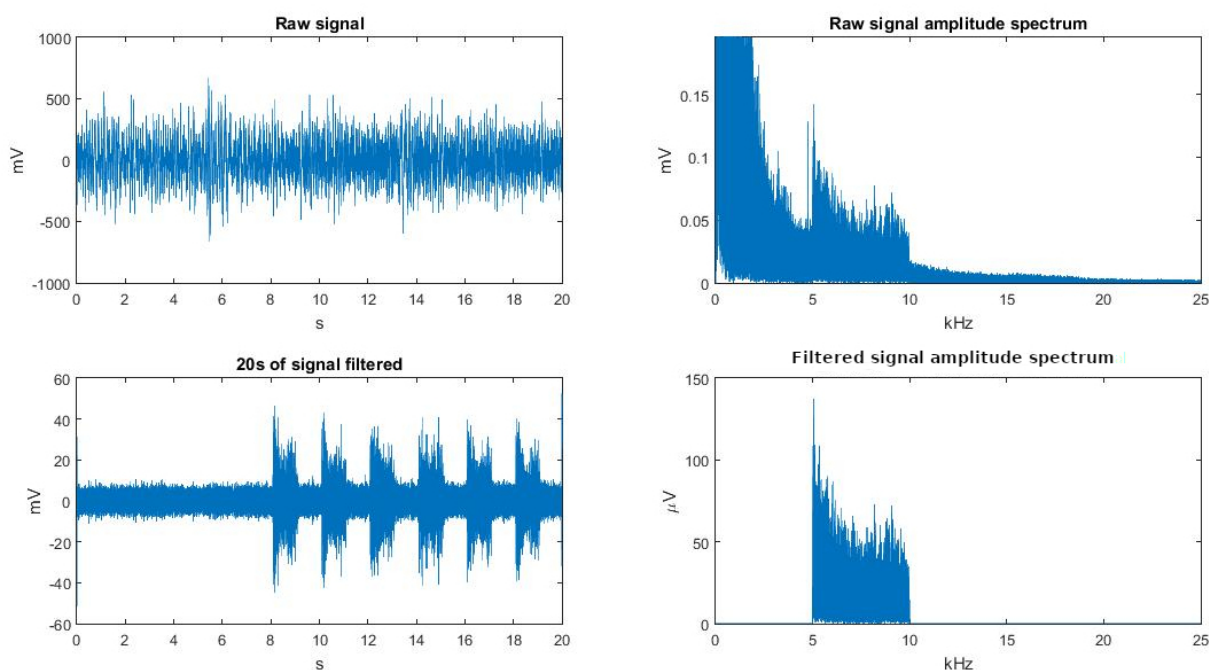 Raw signal
1000
500
0
-500
-1000
mV
0 2 4 6 8 10 12 14 16 18 20
s
Raw signal amplitude spectrum
0.15
0.1
0.05
0
mV
0 5 10 15 20 25
kHz
20s of signal filtered
60
40
20
0
-20
-40
-60
mV
0 2 4 6 8 10 12 14 16 18 20
s
Filtered signal amplitude spectrum
150
100
50
0
μV
0 5 10 15 20 25
kHz